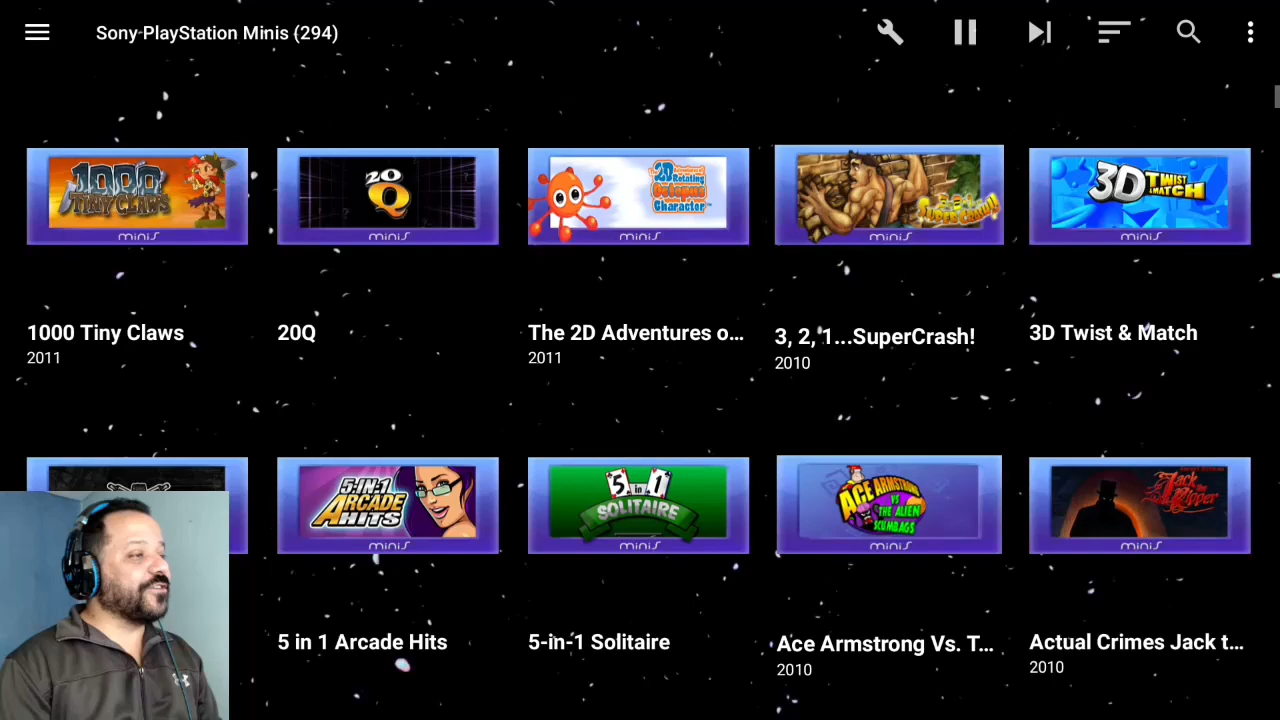 Sony PlayStation Minis (294)
1000 TINY CLAWS
minis
20Q
minis
The 2D Adventures of Rotating Octopus Character™
minis
3-2-1 SUPER CRASH!!
minis
3D TWIST & MATCH
minis
1000 Tiny Claws
2011
20Q
The 2D Adventures o...
2011
3, 2, 1...SuperCrash!
2010
3D Twist & Match
5-IN-1 ARCADE HITS
minis
5 in 1 SOLITAIRE
minis
ACE ARMSTRONG VS THE ALIEN SCUMBAGS
minis
Jack the Ripper
minis
5 in 1 Arcade Hits
5-in-1 Solitaire
Ace Armstrong Vs. T...
2010
Actual Crimes Jack t...
2010